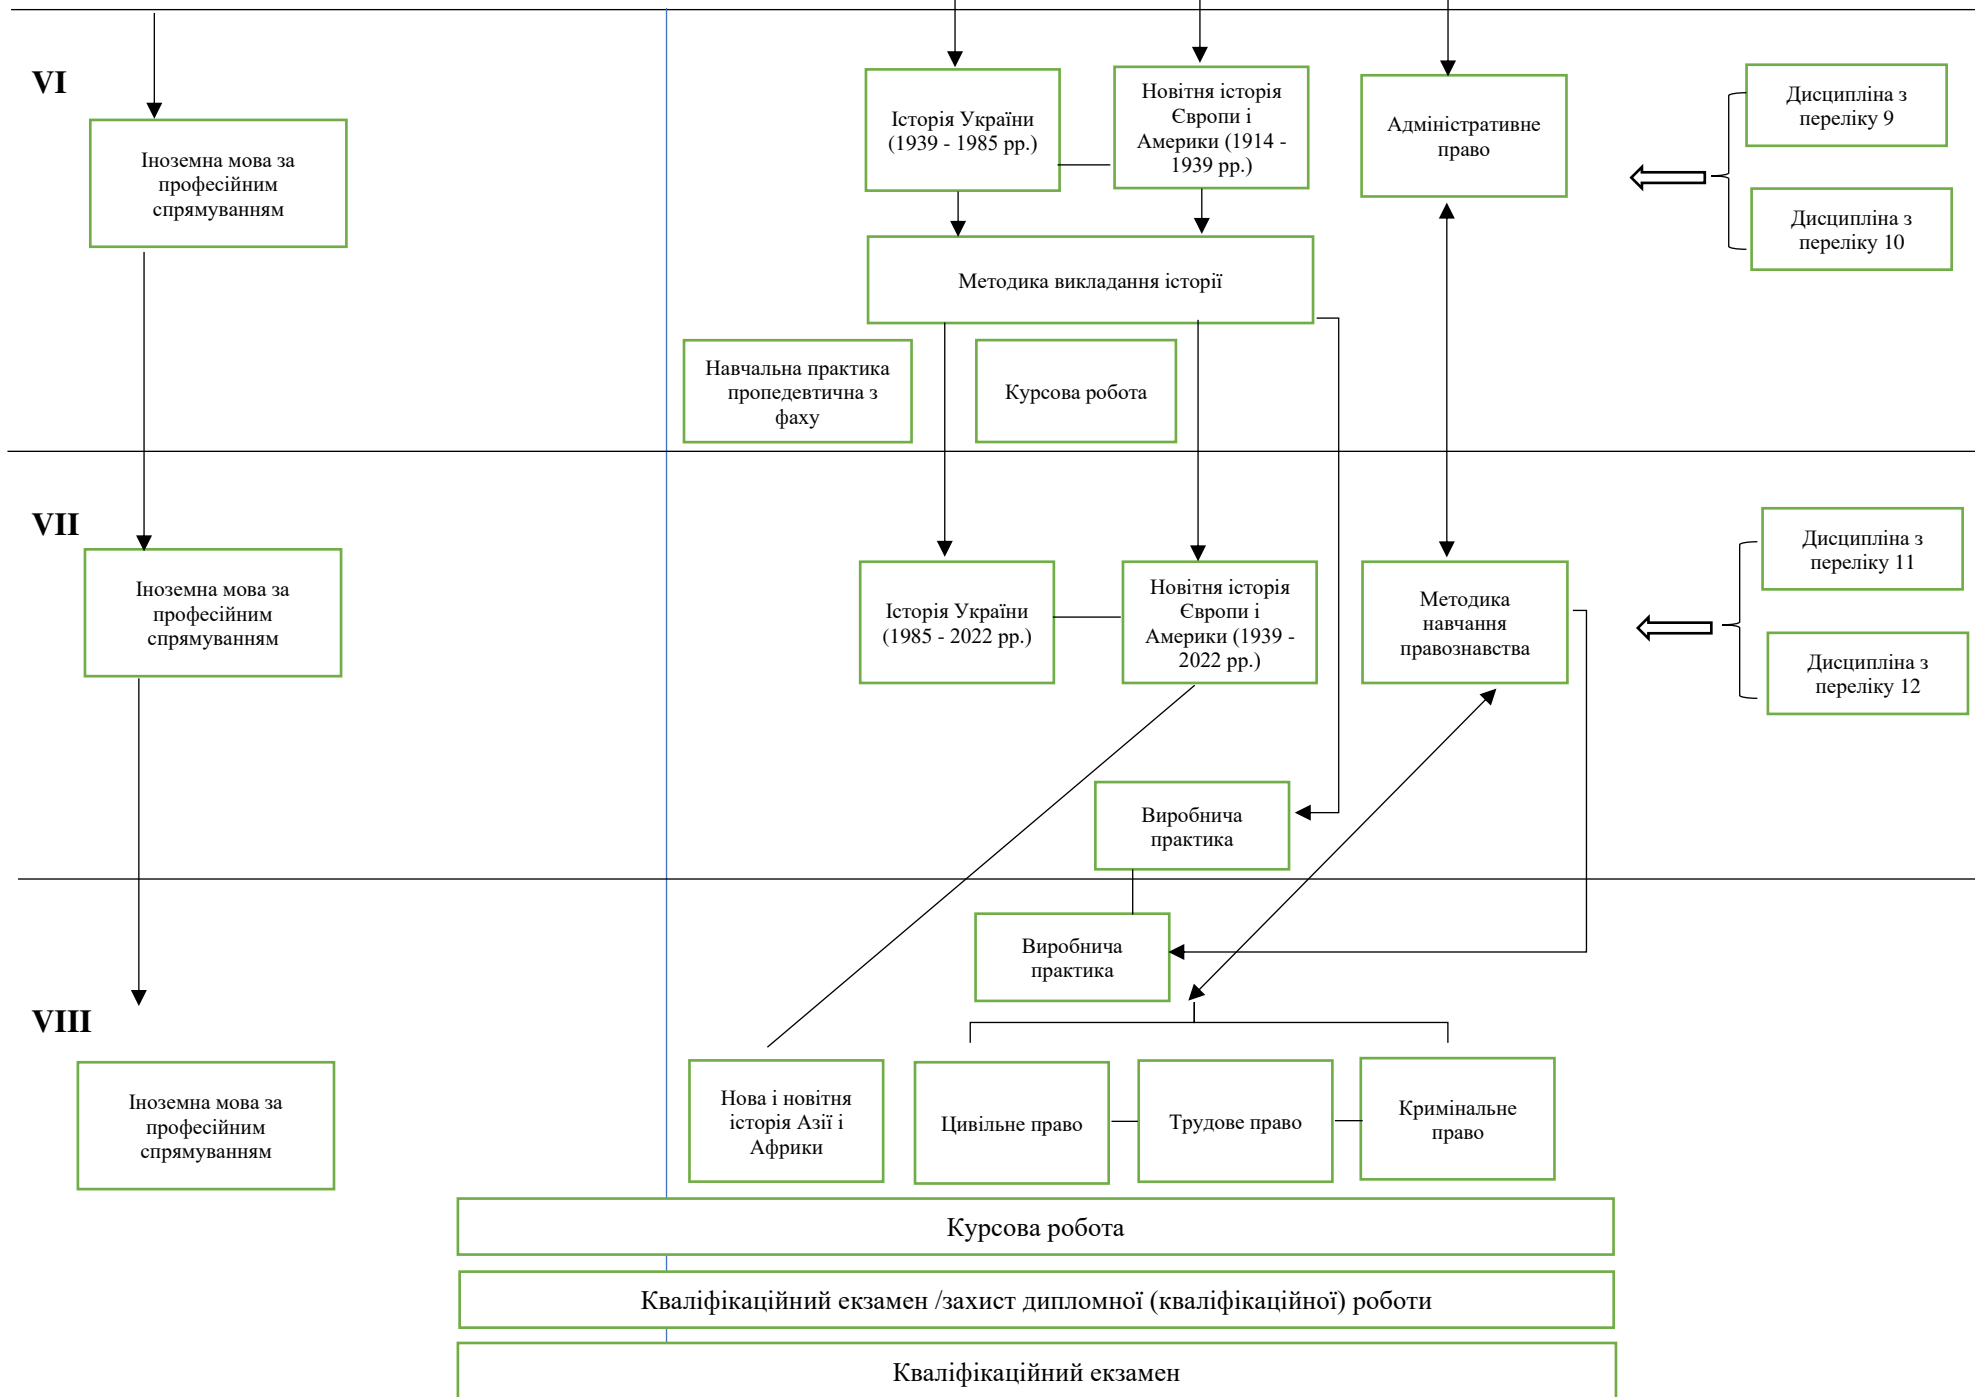 VI
Іноземна мова за
професійним
спрямуванням
Історія України
(1939 - 1985 рр.)
Новітня історія
Європи і
Америки (1914 -
1939 рр.)
Адміністративне
право
Дисципліна з
переліку 9
Дисципліна з
переліку 10
Методика викладання історії
Навчальна практика
пропедевтична з
фаху
Курсова робота
VII
Іноземна мова за
професійним
спрямуванням
Історія України
(1985 - 2022 рр.)
Новітня історія
Європи і
Америки (1939 -
2022 рр.)
Методика
навчання
правознавства
Дисципліна з
переліку 11
Дисципліна з
переліку 12
Виробнича
практика
Виробнича
практика
VIII
Іноземна мова за
професійним
спрямуванням
Нова і новітня
історія Азії і
Африки
Цивільне право
Трудове право
Кримінальне
право
Курсова робота
Кваліфікаційний екзамен /захист дипломної (кваліфікаційної) роботи
Кваліфікаційний екзамен